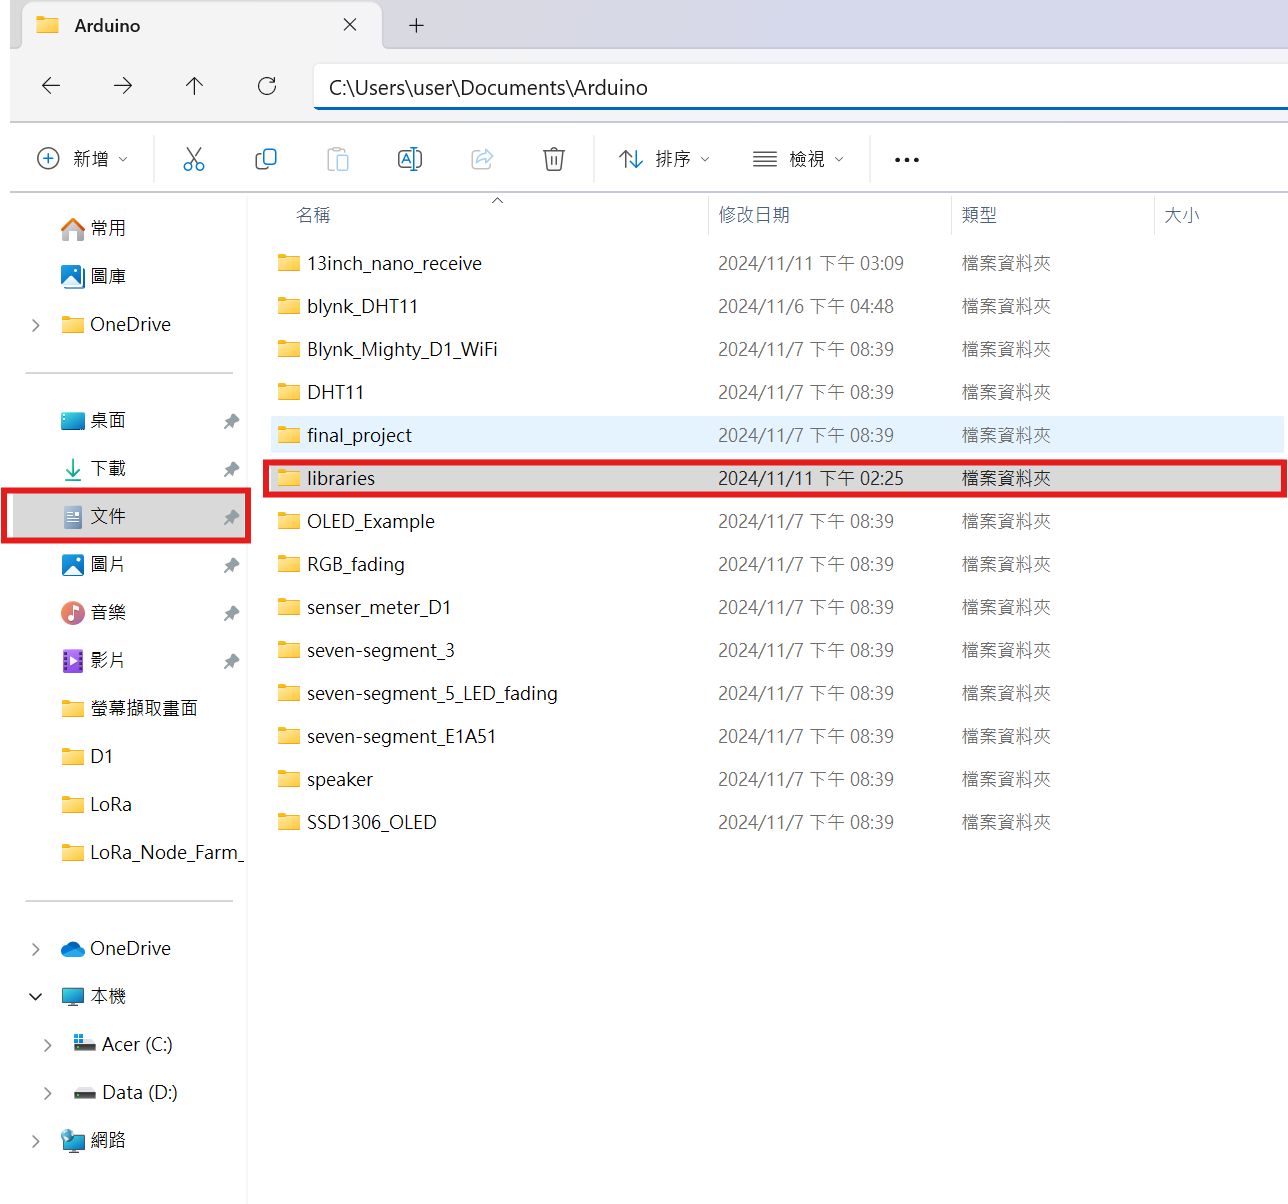 Arduino
C:\Users\user\Documents\Arduino
新增 排序 檢視
名稱 修改日期 類型 大小
常用
圖庫
OneDrive
桌面
下載
文件
圖片
音樂
影片
螢幕擷取畫面
D1
LoRa
LoRa_Node_Farm_
OneDrive
本機
Acer (C:)
Data (D:)
網路
13inch_nano_receive 2024/11/11 下午 03:09 檔案資料夾
blynk_DHT11 2024/11/6 下午 04:48 檔案資料夾
Blynk_Mighty_D1_WiFi 2024/11/7 下午 08:39 檔案資料夾
DHT11 2024/11/7 下午 08:39 檔案資料夾
final_project 2024/11/7 下午 08:39 檔案資料夾
libraries 2024/11/11 下午 02:25 檔案資料夾
OLED_Example 2024/11/7 下午 08:39 檔案資料夾
RGB_fading 2024/11/7 下午 08:39 檔案資料夾
senser_meter_D1 2024/11/7 下午 08:39 檔案資料夾
seven-segment_3 2024/11/7 下午 08:39 檔案資料夾
seven-segment_5_LED_fading 2024/11/7 下午 08:39 檔案資料夾
seven-segment_E1A51 2024/11/7 下午 08:39 檔案資料夾
speaker 2024/11/7 下午 08:39 檔案資料夾
SSD1306_OLED 2024/11/7 下午 08:39 檔案資料夾